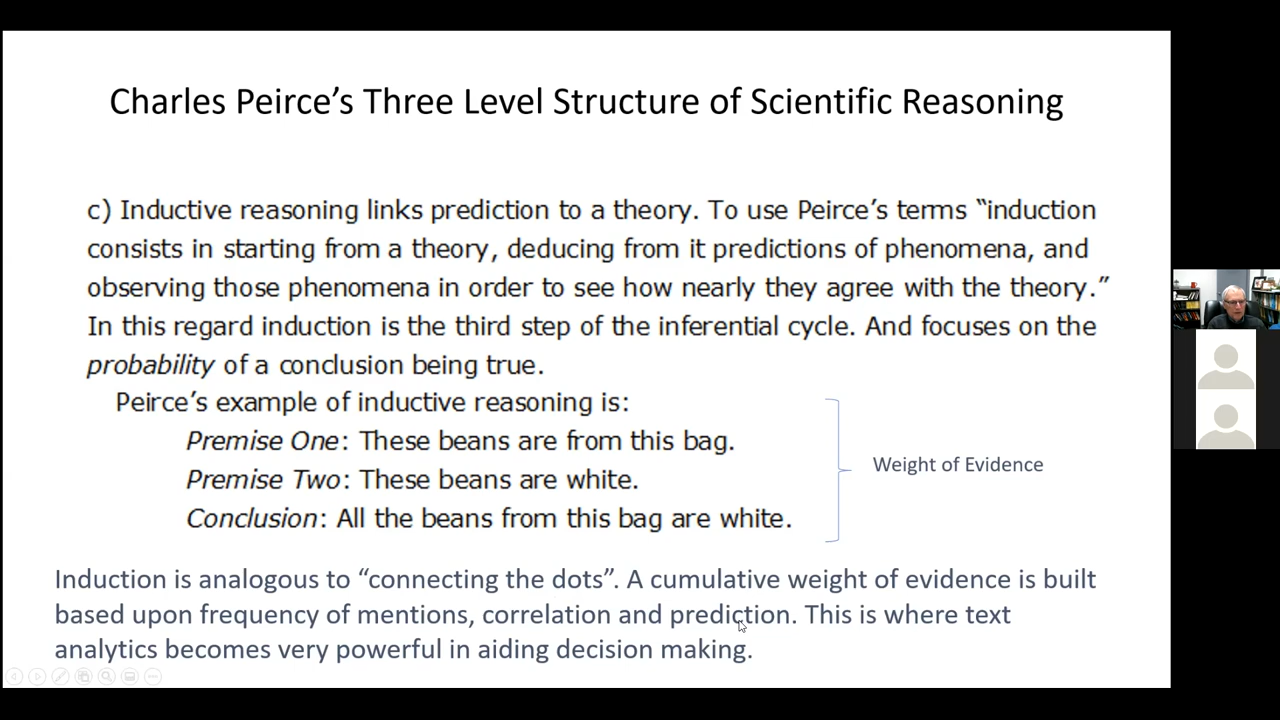 Charles Peirce’s Three Level Structure of Scientific Reasoning
c) Inductive reasoning links prediction to a theory. To use Peirce’s terms “induction
consists in starting from a theory, deducing from it predictions of phenomena, and
observing those phenomena in order to see how nearly they agree with the theory.”
In this regard induction is the third step of the inferential cycle. And focuses on the
probability of a conclusion being true.
Peirce’s example of inductive reasoning is:
Premise One: These beans are from this bag.
Premise Two: These beans are white.
Conclusion: All the beans from this bag are white.
Weight of Evidence
Induction is analogous to “connecting the dots”. A cumulative weight of evidence is built
based upon frequency of mentions, correlation and prediction. This is where text
analytics becomes very powerful in aiding decision making.